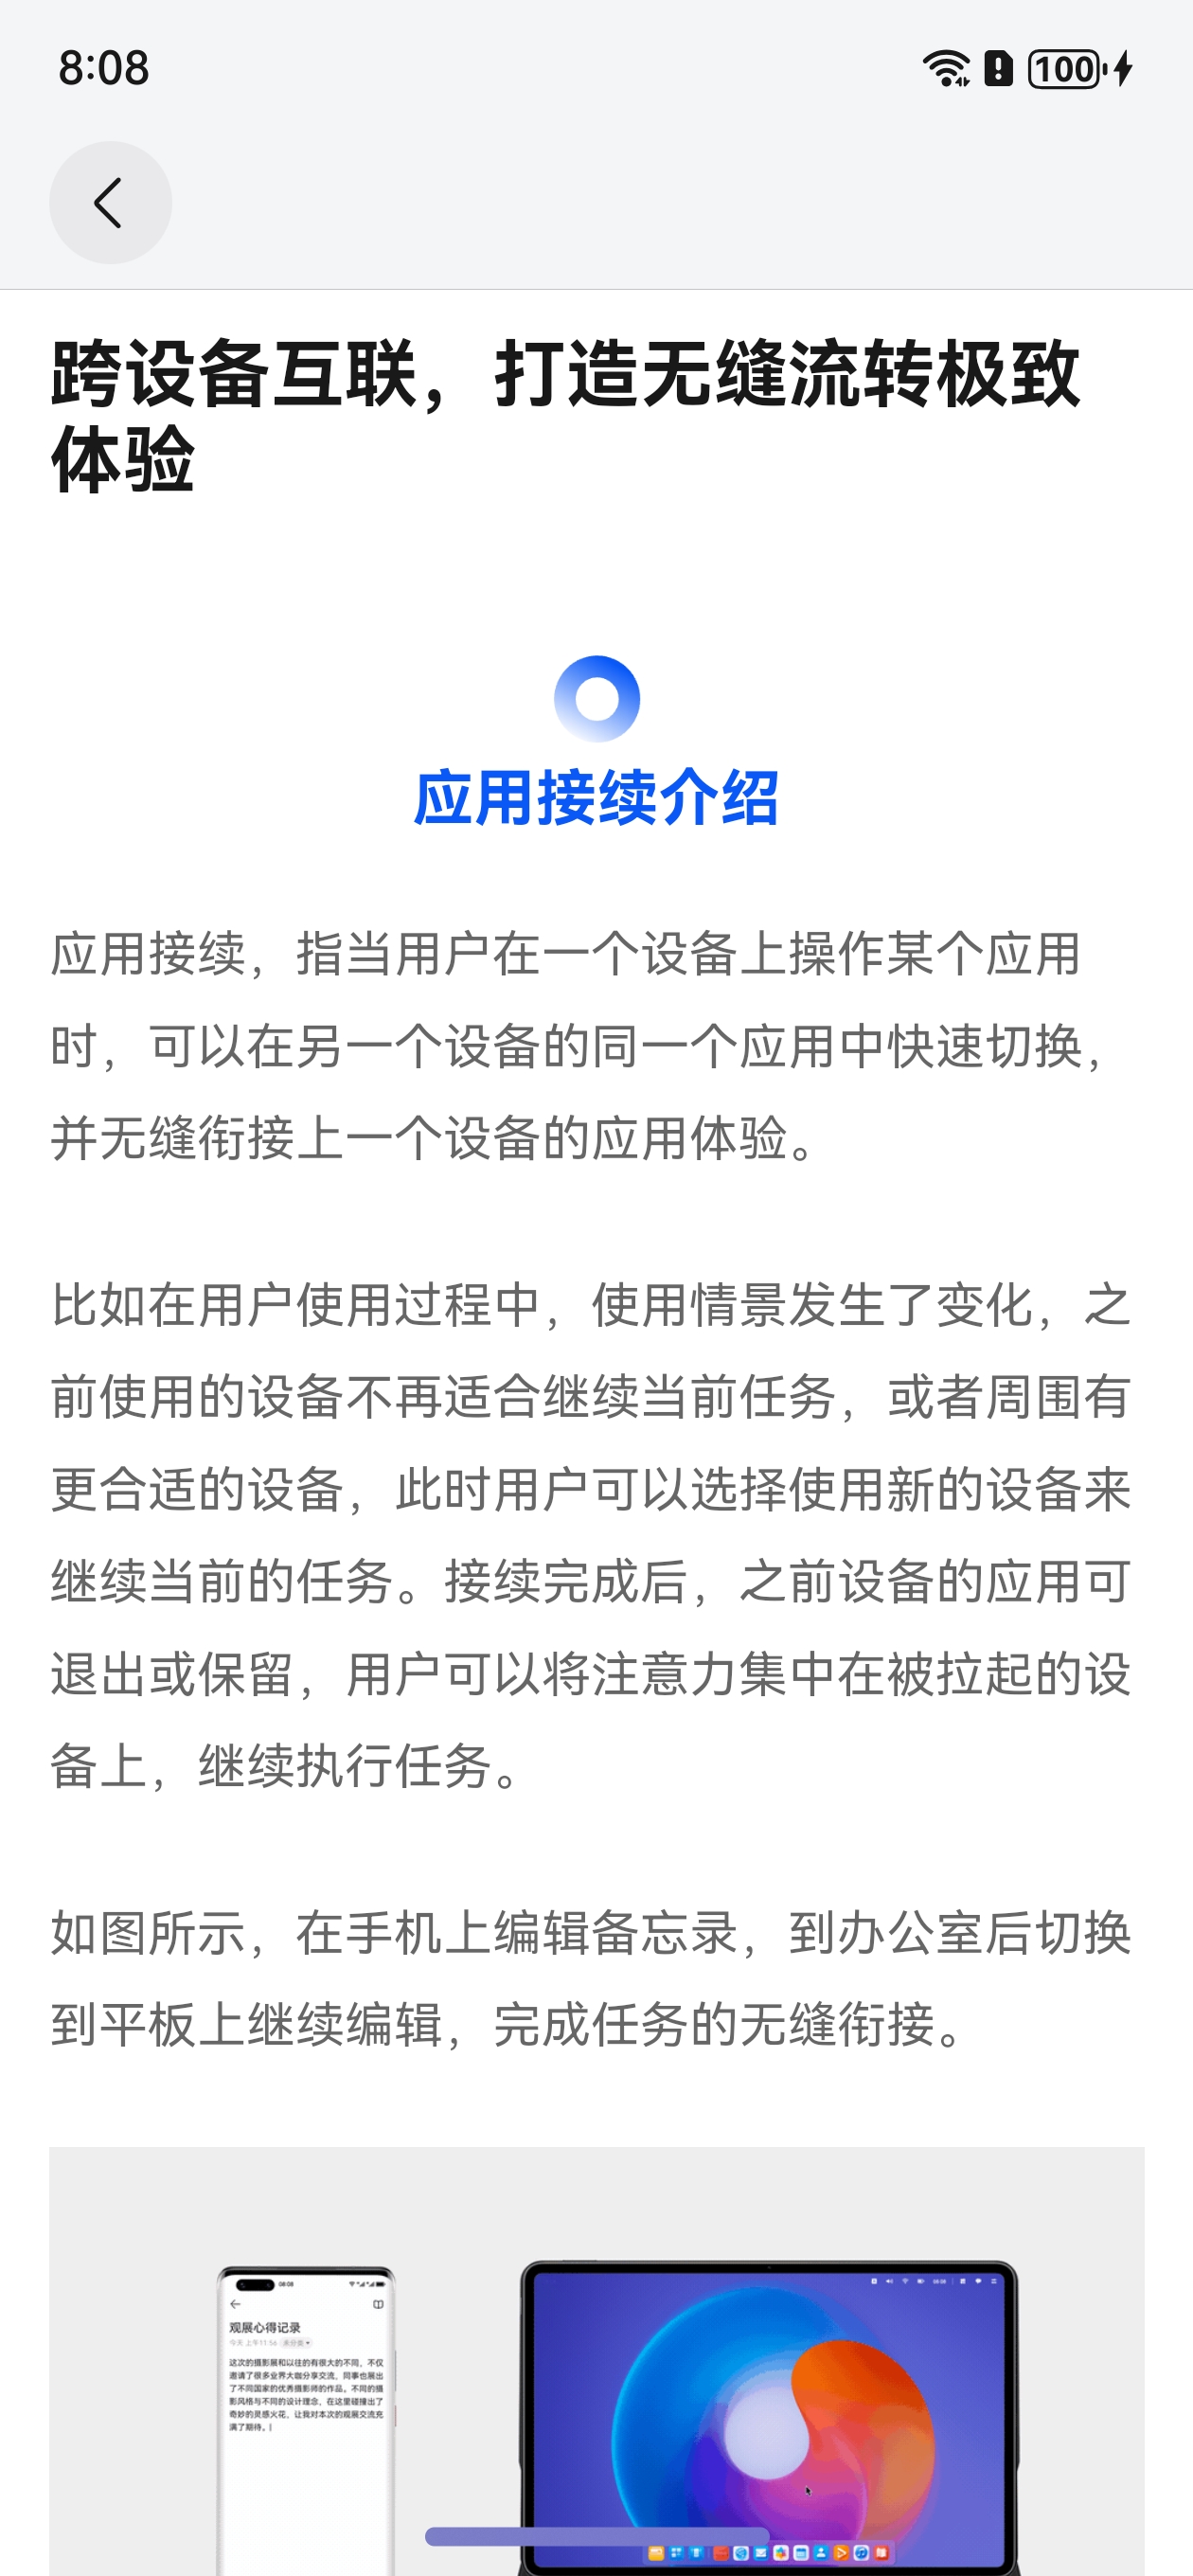 8:08
100
跨设备互联，打造无缝流转极致
体验
应用接续介绍
应用接续，指当用户在一个设备上操作某个应用
时，可以在另一个设备的同一个应用中快速切换，
并无缝衔接上一个设备的应用体验。
比如在用户使用过程中，使用情景发生了变化，之
前使用的设备不再适合继续当前任务，或者周围有
更合适的设备，此时用户可以选择使用新的设备来
继续当前的任务。接续完成后，之前设备的应用可
退出或保留，用户可以将注意力集中在被拉起的设
备上，继续执行任务。
如图所示，在手机上编辑备忘录，到办公室后切换
到平板上继续编辑，完成任务的无缝衔接。
08:08
08:08
观展心得记录
今天 上午11:56 未分类
这次的摄影展和以往的有很大的不同，不仅
邀请了很多业界大咖分享交流，同事也展出
了不同国家的优秀摄影师的作品。不同的摄
影风格与不同的设计理念，在这里碰撞出了
奇妙的灵感火花，让我对本次的观展交流充
满了期待。